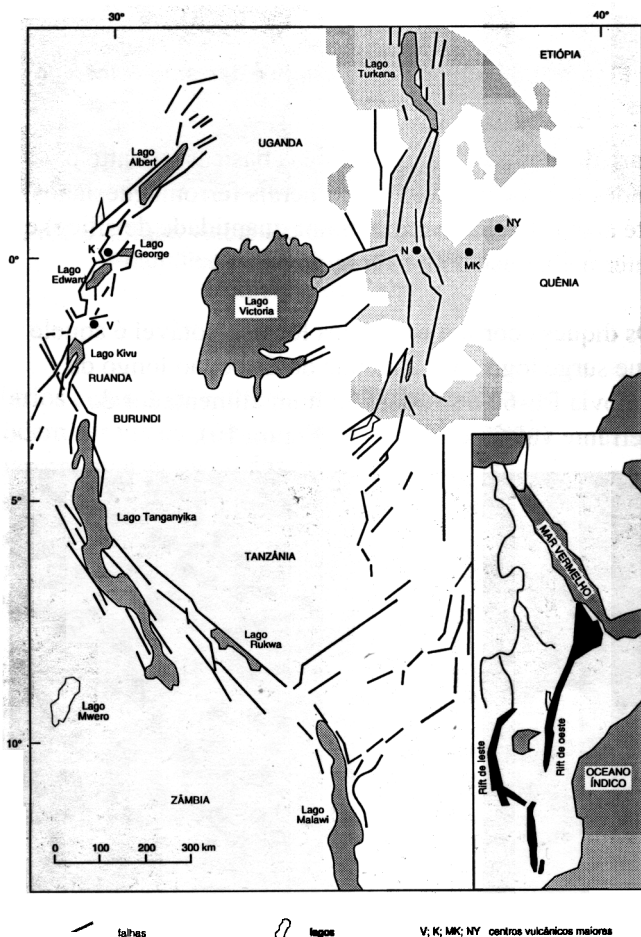 30°
40°
ETIÓPIA
Lago
Turkana
UGANDA
Lago
Albert
NY
K
Lago
George
N
MK
0°
Lago
Edward
QUÊNIA
Lago
Victoria
V
Lago Kivu
RUANDA
BURUNDI
5°
Lago Tanganyika
TANZÂNIA
MAR VERMELHO
Lago
Rukwa
Lago
Mwero
10°
Rift de leste
Rift de oeste
OCEANO
ÍNDICO
ZÂMBIA
Lago
Malawi
0 100 200 300 km
falhas
lagos
V; K; MK; NY centros vulcânicos maiores